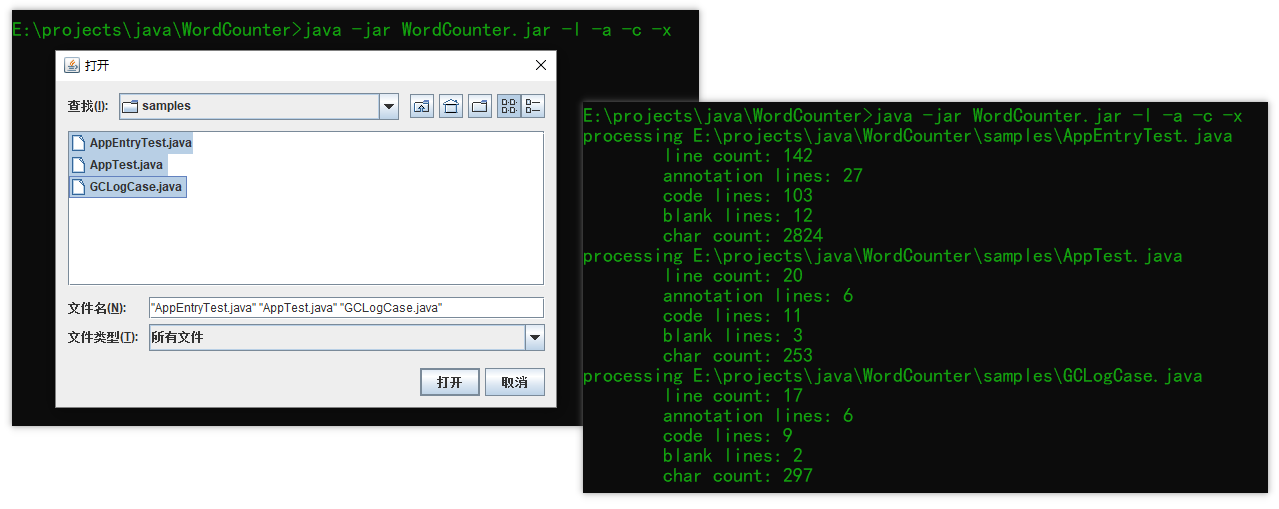 E:\projects\java\WordCounter>java -jar WordCounter.jar -l -a -c -x
打开
查找(I):
samples
AppEntryTest.java
AppTest.java
GCLogCase.java
文件名(N):
"AppEntryTest.java" "AppTest.java" "GCLogCase.java"
文件类型(T):
所有文件
打开
取消
E:\projects\java\WordCounter>java -jar WordCounter.jar -l -a -c -x
processing E:\projects\java\WordCounter\samples\AppEntryTest.java
line count: 142
annotation lines: 27
code lines: 103
blank lines: 12
char count: 2824
processing E:\projects\java\WordCounter\samples\AppTest.java
line count: 20
annotation lines: 6
code lines: 11
blank lines: 3
char count: 253
processing E:\projects\java\WordCounter\samples\GCLogCase.java
line count: 17
annotation lines: 6
code lines: 9
blank lines: 2
char count: 297